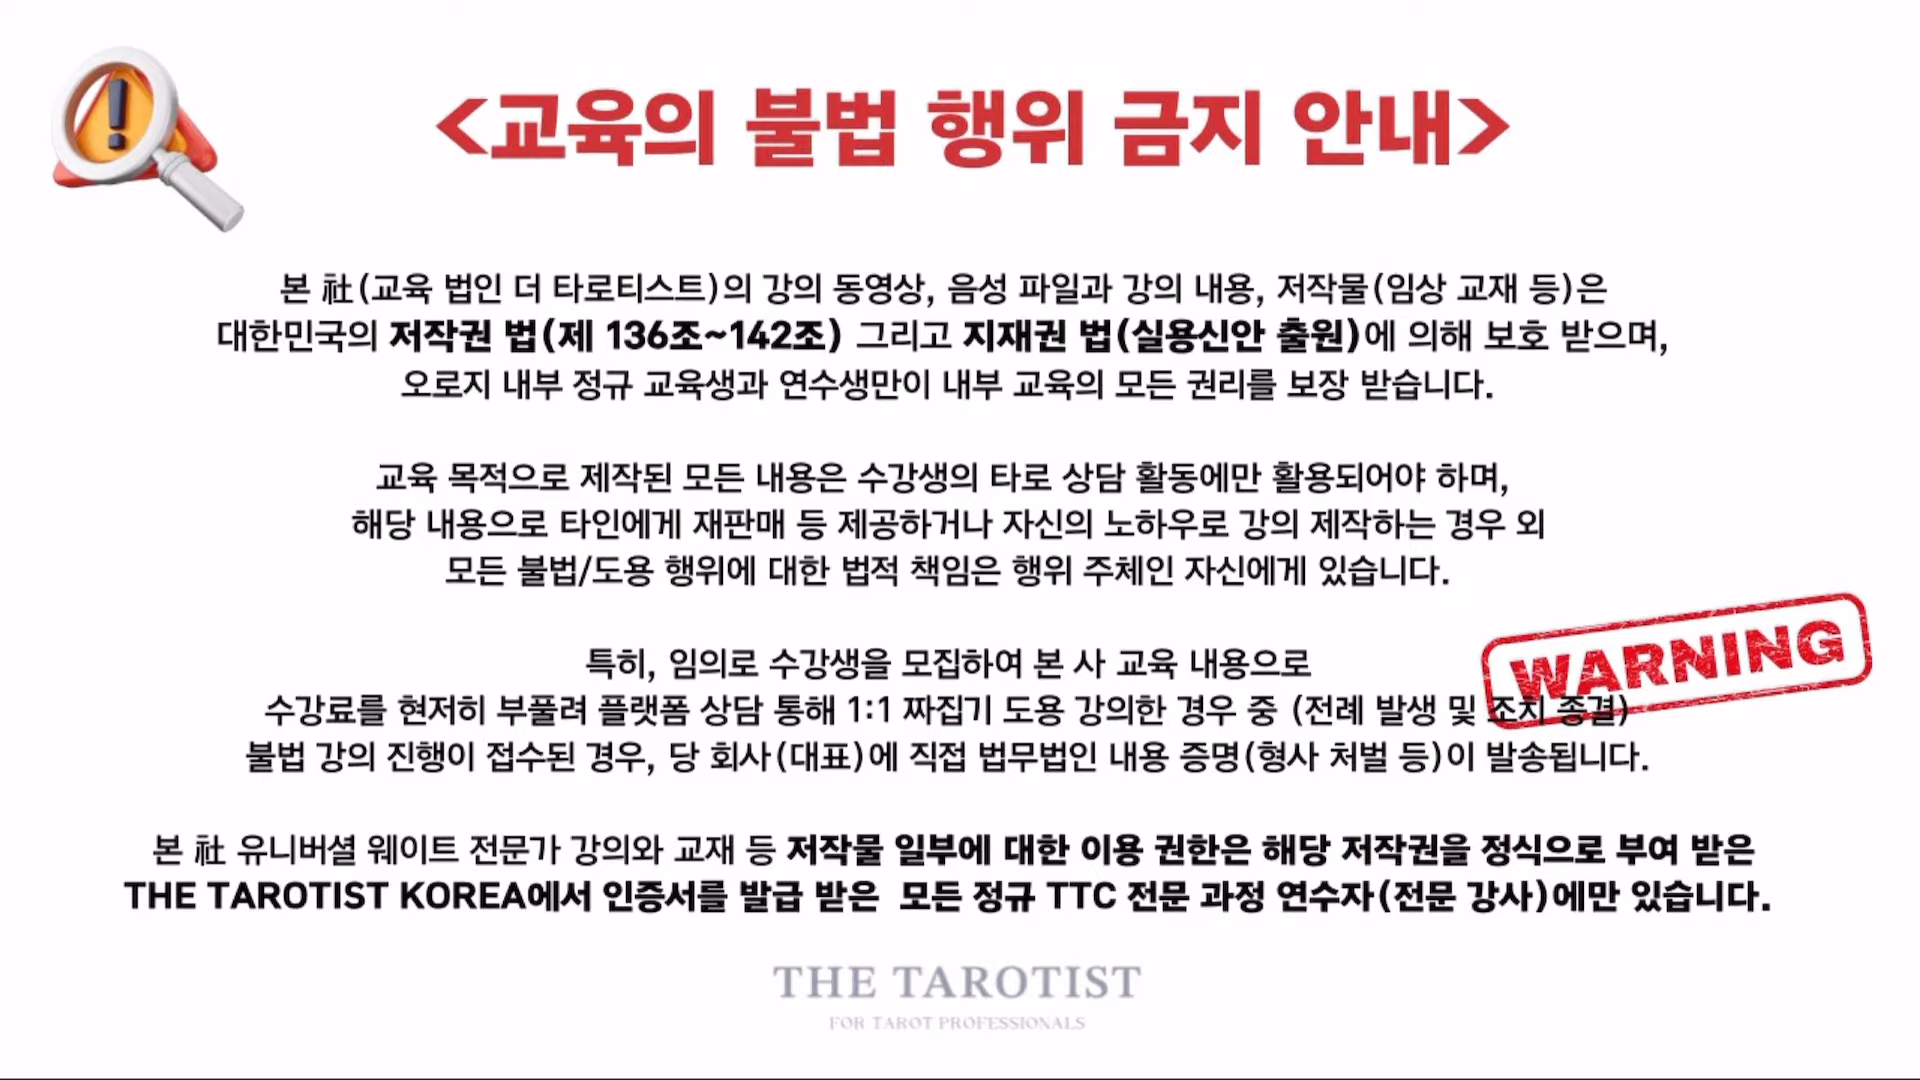 <교육의 불법 행위 금지 안내>
본 社(교육 법인 더 타로티스트)의 강의 동영상, 음성 파일과 강의 내용, 저작물(임상 교재 등)은
대한민국의 저작권 법(제 136조~142조) 그리고 지재권 법(실용신안 출원)에 의해 보호 받으며,
오로지 내부 정규 교육생과 연수생만이 내부 교육의 모든 권리를 보장 받습니다.
교육 목적으로 제작된 모든 내용은 수강생의 타로 상담 활동에만 활용되어야 하며,
해당 내용으로 타인에게 재판매 등 제공하거나 자신의 노하우로 강의 제작하는 경우 외
모든 불법/도용 행위에 대한 법적 책임은 행위 주체인 자신에게 있습니다.
WARNING
특히, 임의로 수강생을 모집하여 본 사 교육 내용으로
수강료를 현저히 부풀려 플랫폼 상담 통해 1:1 짜집기 도용 강의한 경우 중 (전례 발생 및 조치 종결)
불법 강의 진행이 접수된 경우, 당 회사(대표)에 직접 법무법인 내용 증명(형사 처벌 등)이 발송됩니다.
본 社 유니버셜 웨이트 전문가 강의와 교재 등 저작물 일부에 대한 이용 권한은 해당 저작권을 정식으로 부여 받은
THE TAROTIST KOREA에서 인증서를 발급 받은 모든 정규 TTC 전문 과정 연수자(전문 강사)에만 있습니다.
THE TAROTIST
FOR TAROT PROFESSIONALS